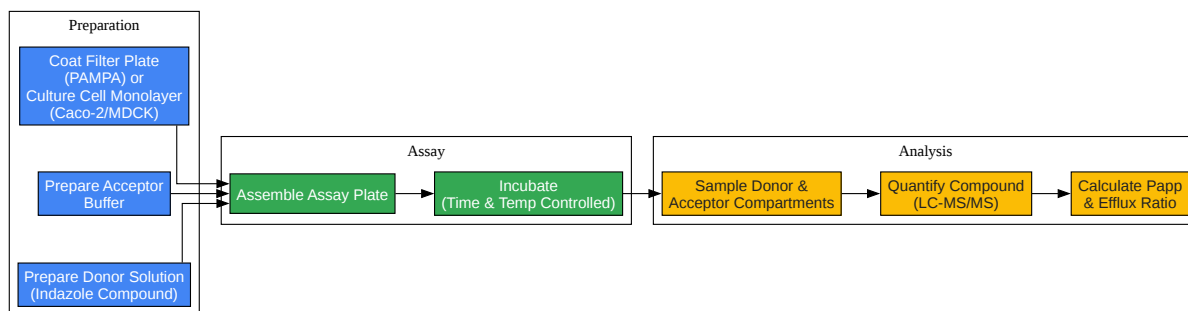 Preparation
Coat Filter Plate
(PAMPA) or
Culture Cell Monolayer
(Caco-2/MDCK)
Prepare Acceptor
Buffer
Prepare Donor Solution
(Indazole Compound)
Assay
Assemble Assay Plate
Incubate
(Time & Temp Controlled)
Analysis
Sample Donor &
Acceptor Compartments
Quantify Compound
(LC-MS/MS)
Calculate Papp
& Efflux Ratio